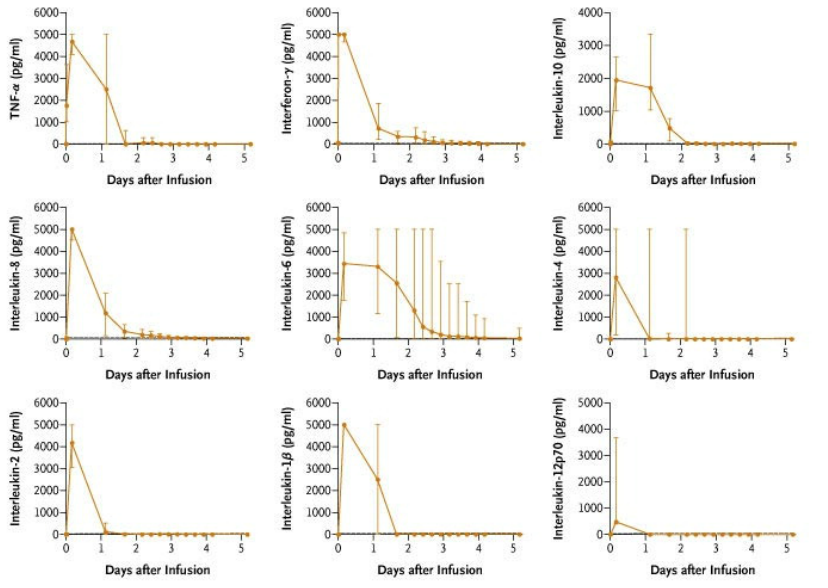 TNF-α (pg/ml)
6000
5000
4000
3000
2000
1000
0
0 1 2 3 4 5
Days after Infusion
Interferon-γ (pg/ml)
6000
5000
4000
3000
2000
1000
0
0 1 2 3 4 5
Days after Infusion
Interleukin-10 (pg/ml)
4000
3000
2000
1000
0
0 1 2 3 4 5
Days after Infusion
Interleukin-8 (pg/ml)
6000
5000
4000
3000
2000
1000
0
0 1 2 3 4 5
Days after Infusion
Interleukin-6 (pg/ml)
6000
5000
4000
3000
2000
1000
0
0 1 2 3 4 5
Days after Infusion
Interleukin-4 (pg/ml)
6000
5000
4000
3000
2000
1000
0
0 1 2 3 4 5
Days after Infusion
Interleukin-2 (pg/ml)
6000
5000
4000
3000
2000
1000
0
0 1 2 3 4 5
Days after Infusion
Interleukin-1β (pg/ml)
6000
5000
4000
3000
2000
1000
0
0 1 2 3 4 5
Days after Infusion
Interleukin-12p70 (pg/ml)
5000
4000
3000
2000
1000
0
0 1 2 3 4 5
Days after Infusion